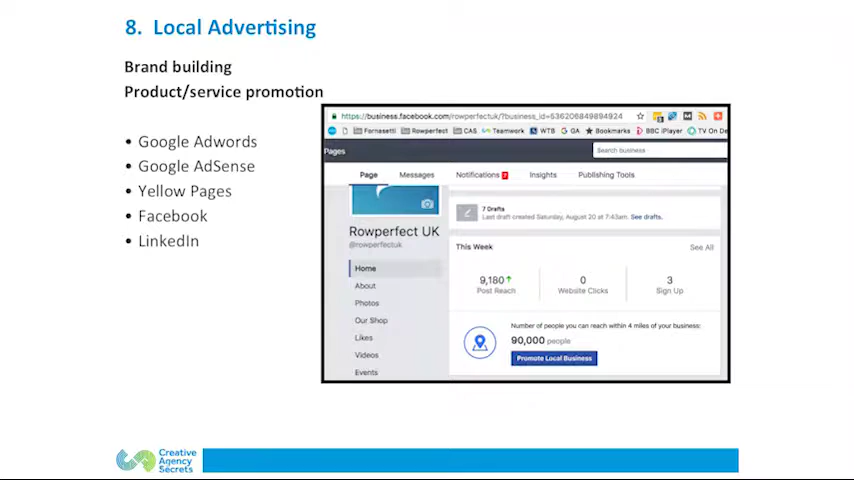 8. Local Advertising
Brand building
Product/service promotion
• Google Adwords
• Google AdSense
• Yellow Pages
• Facebook
• LinkedIn
https://business.facebook.com/rowperfectuk/?business_id=636206849894924
Fornasetti Rowperfect CAS Teamwork WTB GA Bookmarks BBC iPlayer TV On De
Pages
Search business
Page Messages Notifications 7 Insights Publishing Tools
7 Drafts
Last draft created Saturday, August 20 at 7:43am. See drafts.
Rowperfect UK
@rowperfectuk
This Week See All
Home
About
Photos
Our Shop
Likes
Videos
Events
9,180 0 3
Post Reach Website Clicks Sign Up
Number of people you can reach within 4 miles of your business:
90,000 people
Promote Local Business
Creative
Agency
Secrets